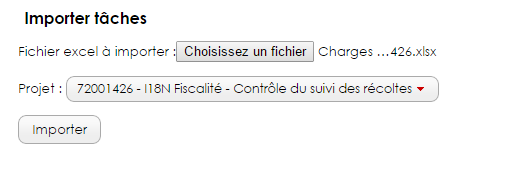 Importer tâches
Fichier excel à importer : Choisissez un fichier Charges ...426.xlsx
Projet : 72001426 - I18N Fiscalité - Contrôle du suivi des récoltes
Importer